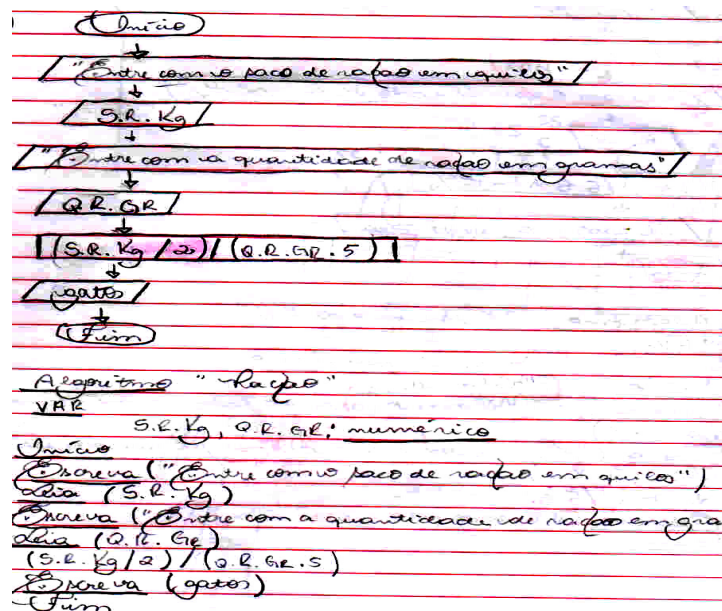 Início
"Entre com o saco de ração em quilos"
S.R. Kg
"Entre com a quantidade de ração em gramas"
Q R. GR
(S.R. Kg / 2) / (Q.R. GR. 5)
gatos
Fim
Algoritmo "Ração"
VAR
S.R. Kg, Q.R. GR: numérico
Início
Escreva ("Entre com o saco de ração em quilos")
Leia (S.R. Kg)
Escreva ("Entre com a quantidade de ração em gra
Leia (Q.R. Gr)
(S.R. Kg/2) / (Q.R. GR. 5)
Escreva (gatos)
Fim